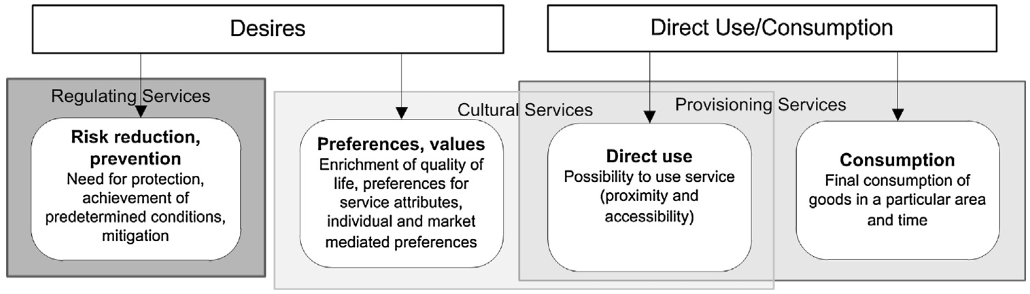 Desires
Direct Use/Consumption
Regulating Services
Cultural Services
Provisioning Services
Risk reduction,
prevention
Need for protection,
achievement of
predetermined conditions,
mitigation
Preferences, values
Enrichment of quality of
life, preferences for
service attributes,
individual and market
mediated preferences
Direct use
Possibility to use service
(proximity and
accessibility)
Consumption
Final consumption of
goods in a particular area
and time